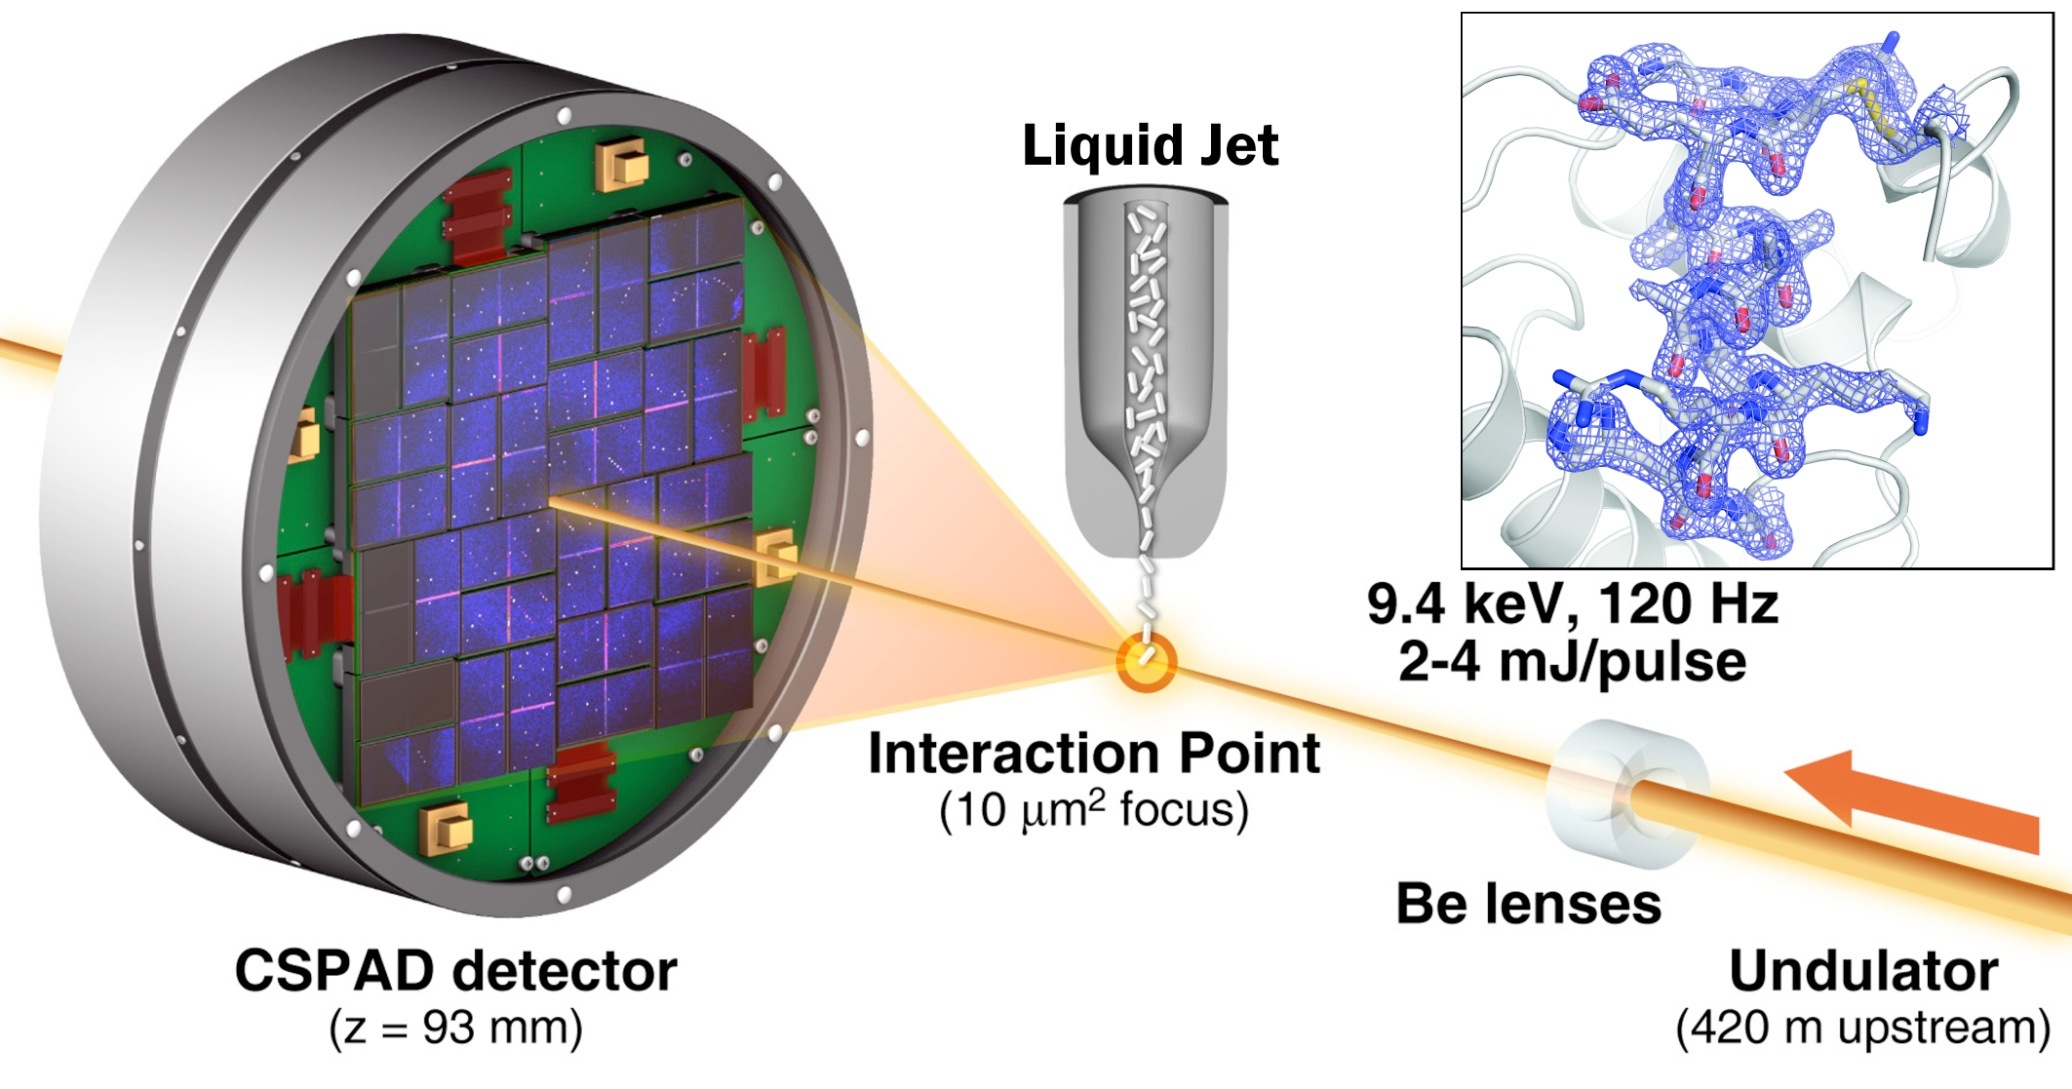 Liquid Jet
9.4 keV, 120 Hz
2-4 mJ/pulse
Interaction Point
(10 μm² focus)
Be lenses
CSPAD detector
(z = 93 mm)
Undulator
(420 m upstream)